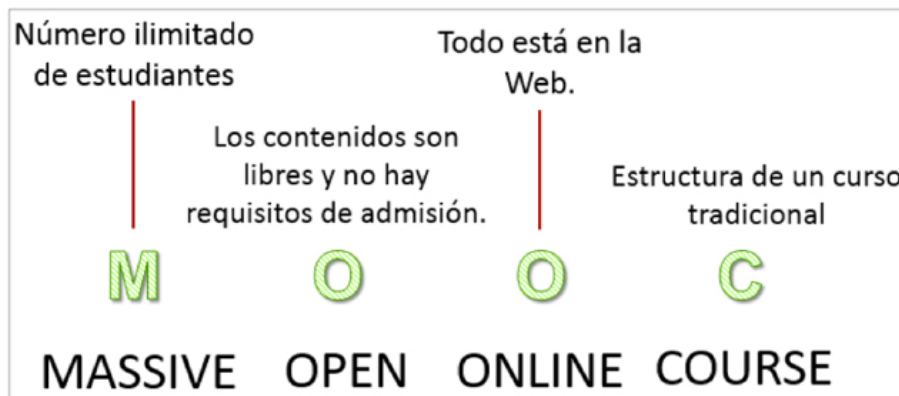 Número ilimitado
de estudiantes
Todo está en la
Web.
Los contenidos son
libres y no hay
requisitos de admisión.
Estructura de un curso
tradicional
M O O C
MASSIVE OPEN ONLINE COURSE